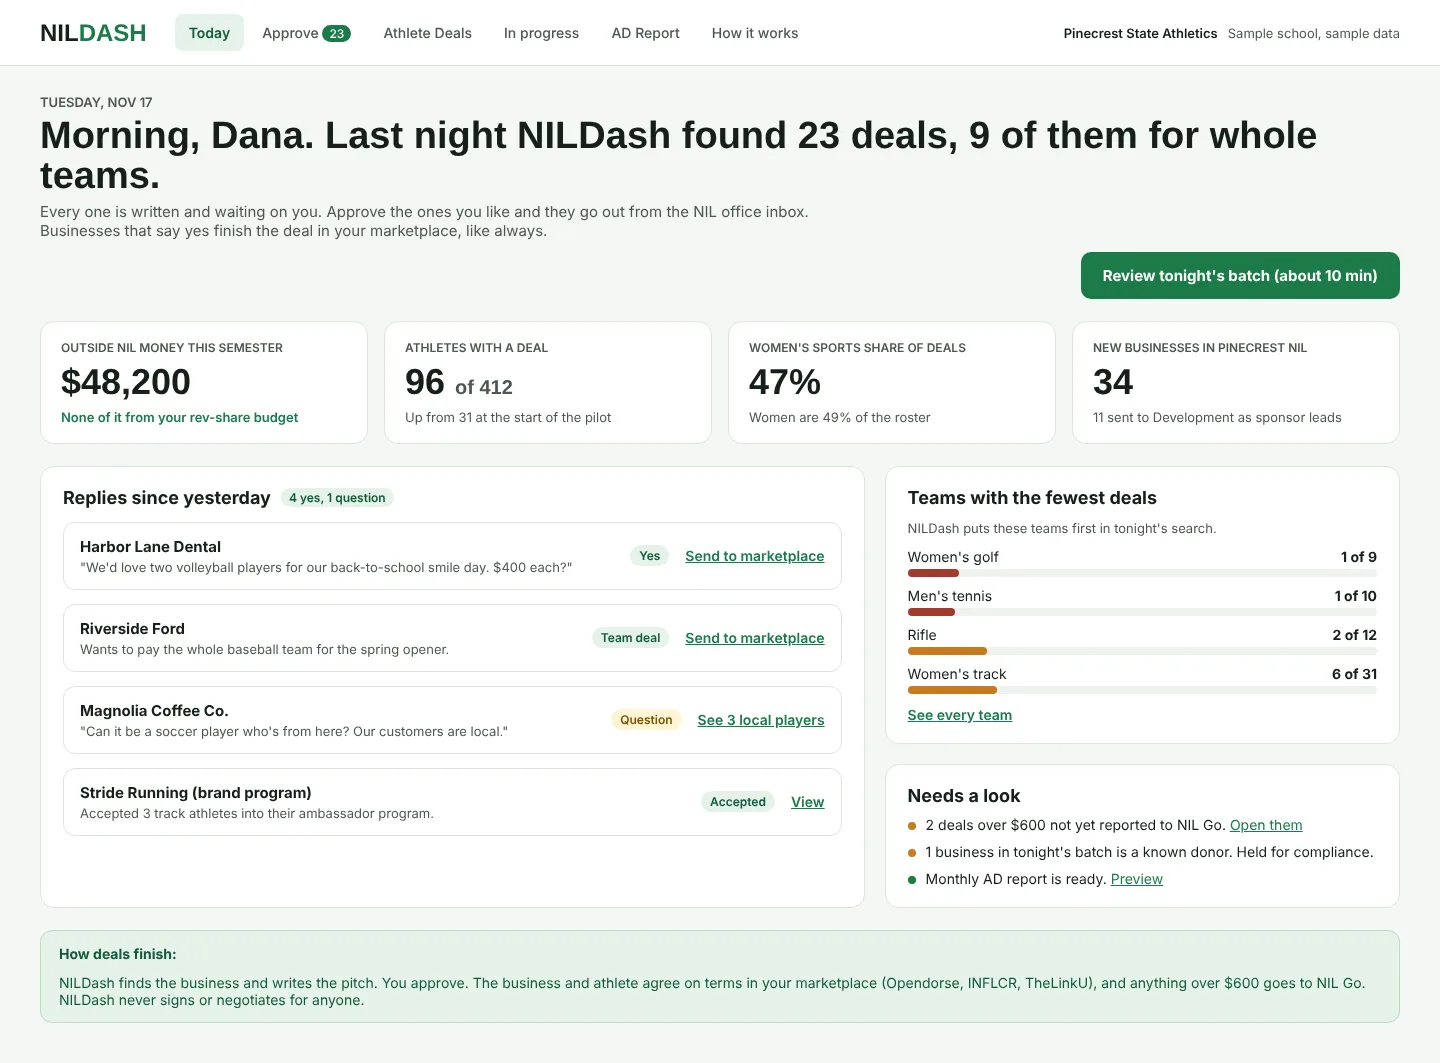 NILDASH
Today
Approve 23
Athlete Deals
In progress
AD Report
How it works
Pinecrest State Athletics Sample school, sample data
TUESDAY, NOV 17
Morning, Dana. Last night NILDash found 23 deals, 9 of them for whole
teams.
Every one is written and waiting on you. Approve the ones you like and they go out from the NIL office inbox.
Businesses that say yes finish the deal in your marketplace, like always.
Review tonight's batch (about 10 min)
OUTSIDE NIL MONEY THIS SEMESTER
$48,200
None of it from your rev-share budget
ATHLETES WITH A DEAL
96 of 412
Up from 31 at the start of the pilot
WOMEN'S SPORTS SHARE OF DEALS
47%
Women are 49% of the roster
NEW BUSINESSES IN PINECREST NIL
34
11 sent to Development as sponsor leads
Replies since yesterday 4 yes, 1 question
Harbor Lane Dental
"We'd love two volleyball players for our back-to-school smile day. $400 each?"
Yes Send to marketplace
Riverside Ford
Wants to pay the whole baseball team for the spring opener.
Team deal Send to marketplace
Magnolia Coffee Co.
"Can it be a soccer player who's from here? Our customers are local."
Question See 3 local players
Stride Running (brand program)
Accepted 3 track athletes into their ambassador program.
Accepted View
Teams with the fewest deals
NILDash puts these teams first in tonight's search.
Women's golf 1 of 9
Men's tennis 1 of 10
Rifle 2 of 12
Women's track 6 of 31
See every team
Needs a look
2 deals over $600 not yet reported to NIL Go. Open them
1 business in tonight's batch is a known donor. Held for compliance.
Monthly AD report is ready. Preview
How deals finish:
NILDash finds the business and writes the pitch. You approve. The business and athlete agree on terms in your marketplace (Opendorse, INFLCR, TheLinkU), and anything over $600 goes to NIL Go.
NILDash never signs or negotiates for anyone.